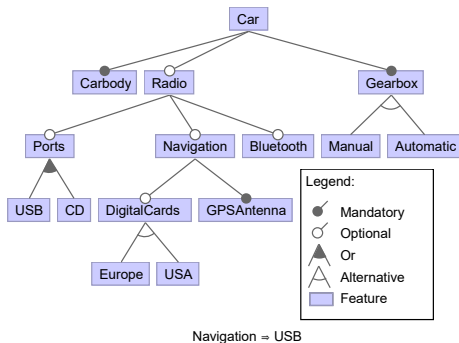 Car
Carbody Radio Gearbox
Ports Navigation Bluetooth Manual Automatic
USB CD DigitalCards GPSAntenna
Europe USA
Legend:
Mandatory
Optional
Or
Alternative
Feature
Navigation ⇒ USB